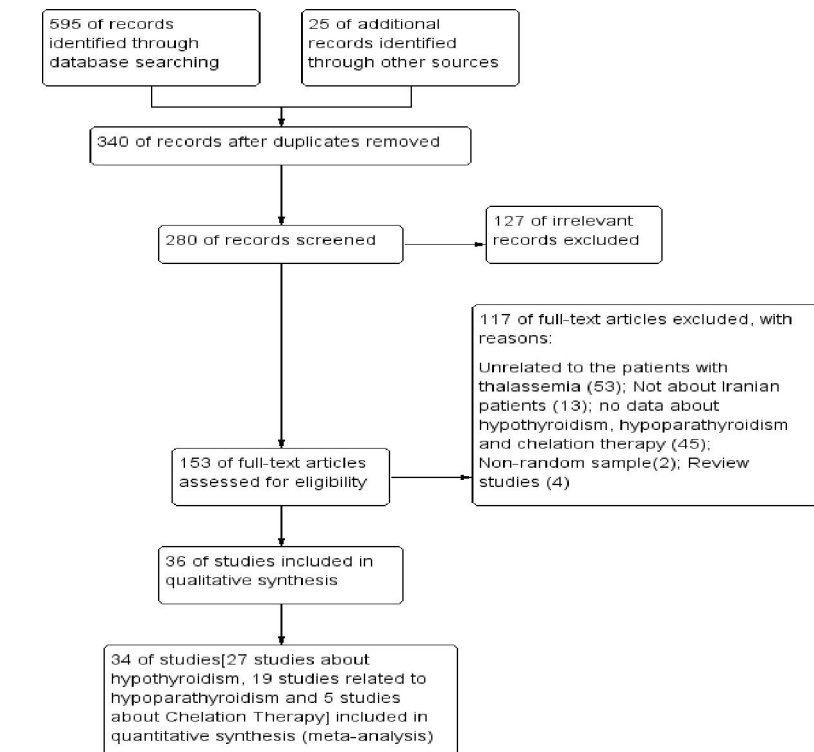 595 of records
identified through
database searching
25 of additional
records identified
through other sources
340 of records after duplicates removed
280 of records screened
127 of irrelevant
records excluded
117 of full-text articles excluded, with
reasons:
Unrelated to the patients with
thalassemia (53); Not about Iranian
patients (13); no data about
hypothyroidism, hypoparathyroidism
and chelation therapy (45);
Non-random sample(2); Review
studies (4)
153 of full-text articles
assessed for eligibility
36 of studies included in
qualitative synthesis
34 of studies[27 studies about
hypothyroidism, 19 studies related to
hypoparathyroidism and 5 studies
about Chelation Therapy] included in
quantitative synthesis (meta-analysis)